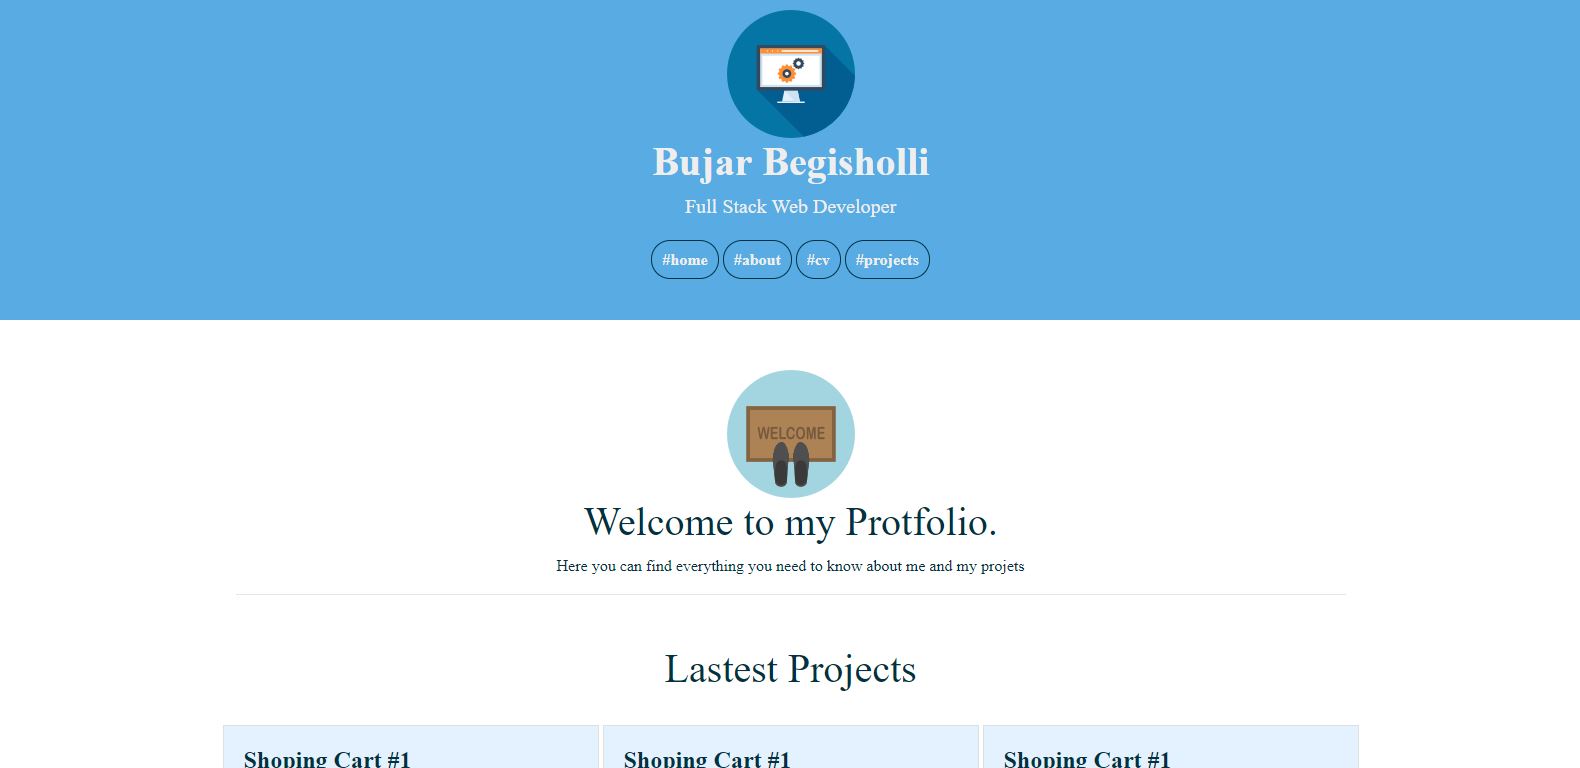 Bujar Begisholli
Full Stack Web Developer
#home #about #cv #projects
WELCOME
Welcome to my Protfolio.
Here you can find everything you need to know about me and my projets
Lastest Projects
Shoping Cart #1 Shoping Cart #1 Shoping Cart #1